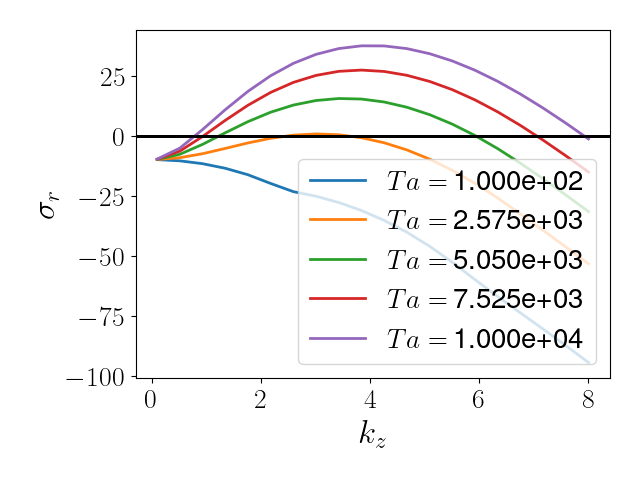 25
0
−25
−50
−75
−100
σr
Ta = 1.000e+02
Ta = 2.575e+03
Ta = 5.050e+03
Ta = 7.525e+03
Ta = 1.000e+04
0 2 4 6 8
kz